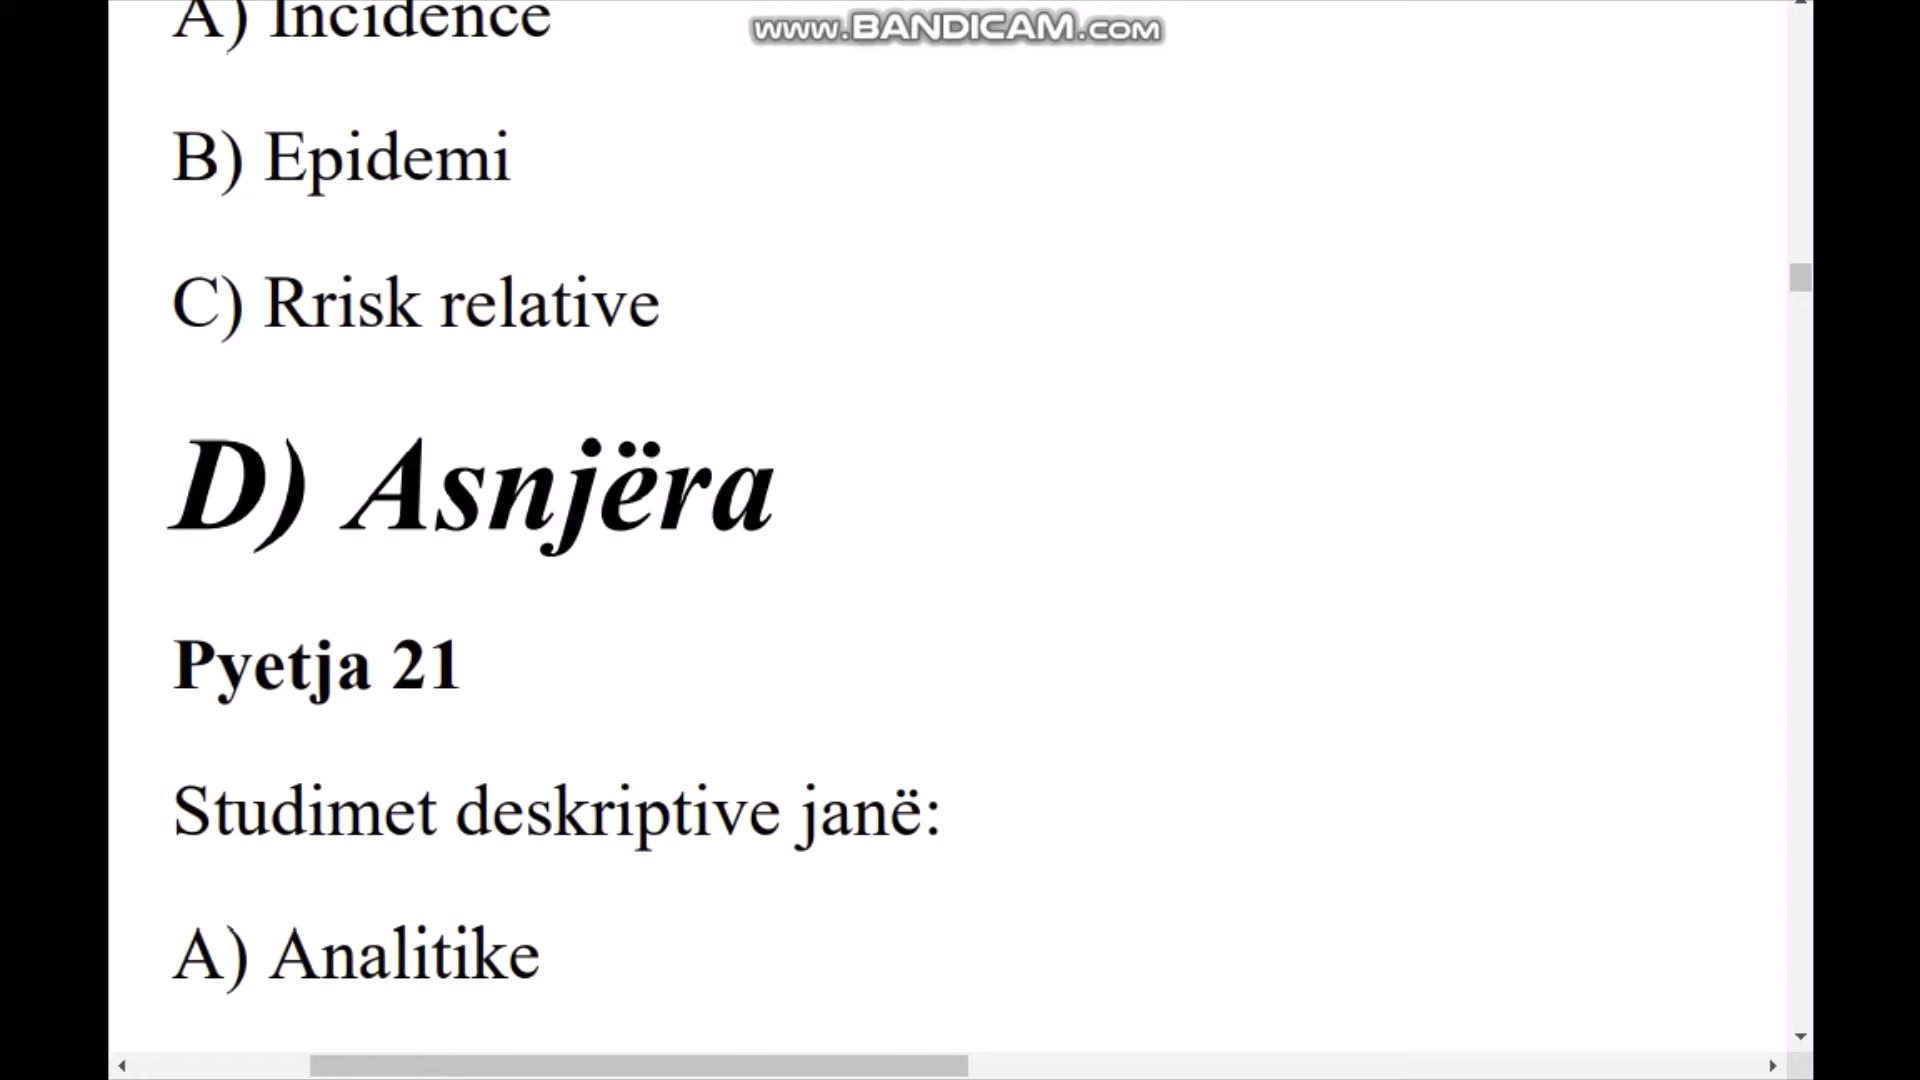 A) Incidence
www.BANDICAM.com
B) Epidemi
C) Rrisk relative
D) Asnjëra
Pyetja 21
Studimet deskriptive janë:
A) Analitike